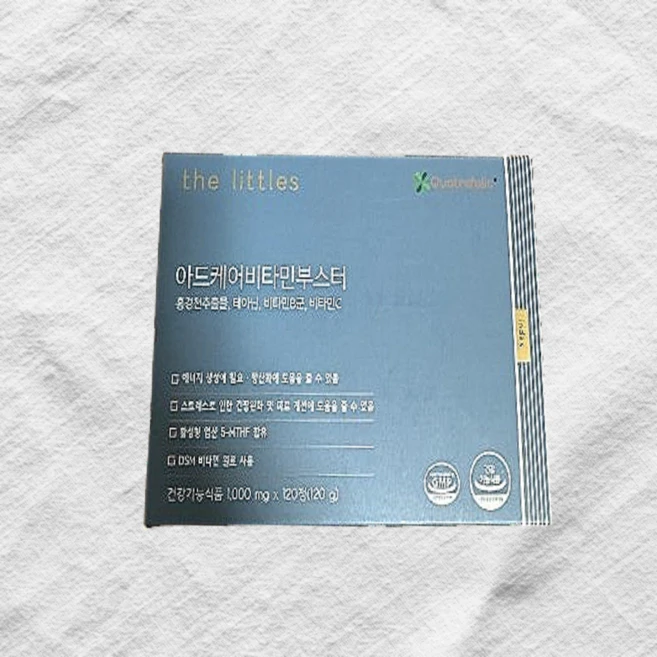 the littles
아드케어비타민부스터
홍경천추출물, 테아닌, 비타민B군, 비타민C
에너지 생성에 필요 · 항산화에 도움을 줄 수 있음
스트레스로 인한 긴장완화 및 피로 개선에 도움을 줄 수 있음
활성형 엽산 5-MTHF 함유
DSM 비타민 원료 사용
건강기능식품 1,000 mg x 120정(120 g)
GMP